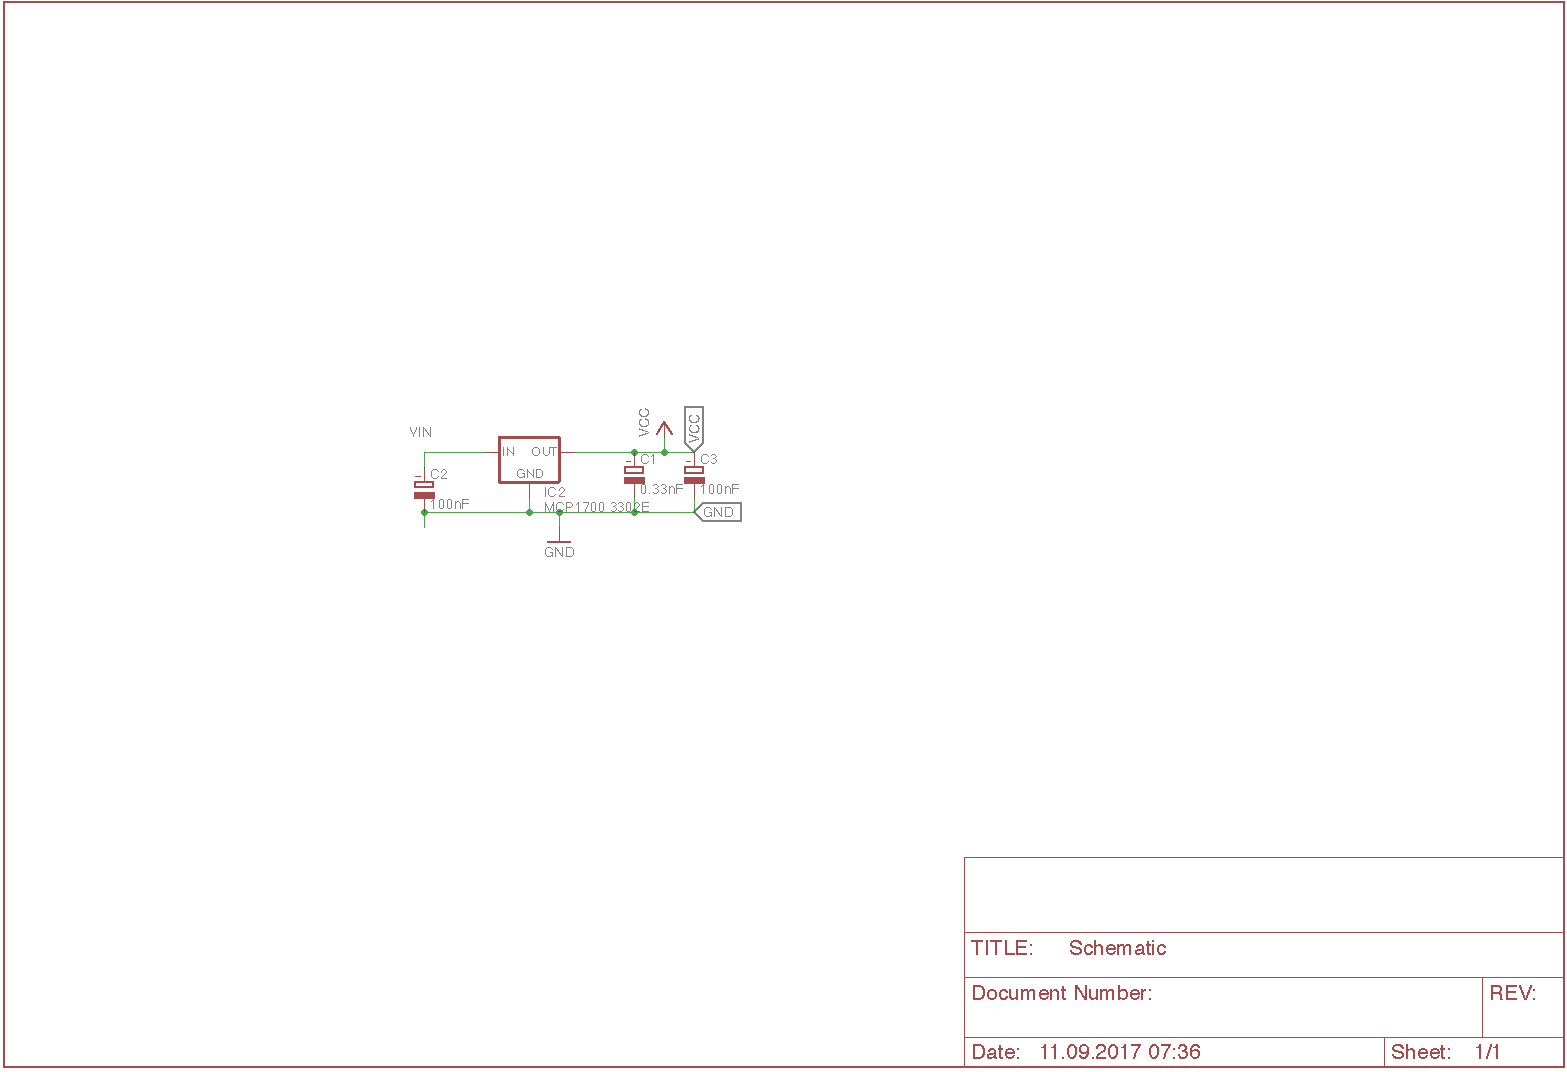 VIN
VCC
VCC
IN OUT
GND
C2
100nF
C1
0.33nF
C3
100nF
IC2
MCP1700 3302E
GND
GND
TITLE: Schematic
Document Number:
REV:
Date: 11.09.2017 07:36
Sheet: 1/1